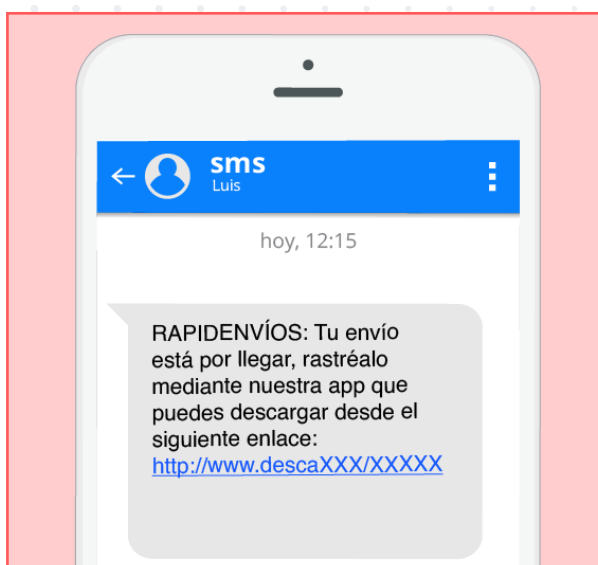 sms
Luis
hoy, 12:15
RAPIDENVÍOS: Tu envío
está por llegar, rastréalo
mediante nuestra app que
puedes descargar desde el
siguiente enlace:
http://www.descaXXX/XXXXX